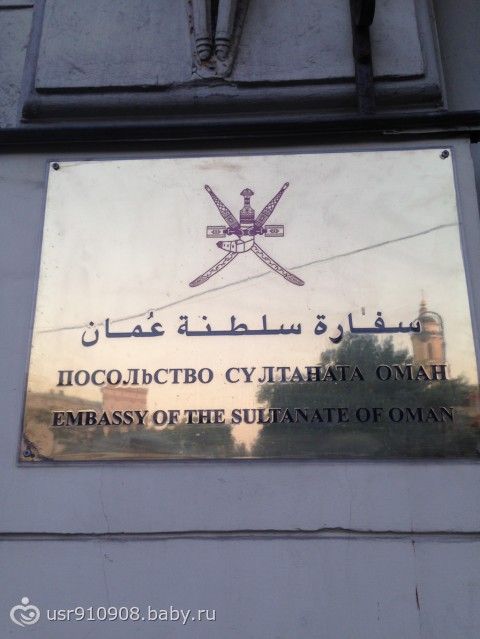 سفارة سلطنة عُمان
ПОСОЛЬСТВО СУЛТАНАТА ОМАН
EMBASSY OF THE SULTANATE OF OMAN
usr910908.baby.ru